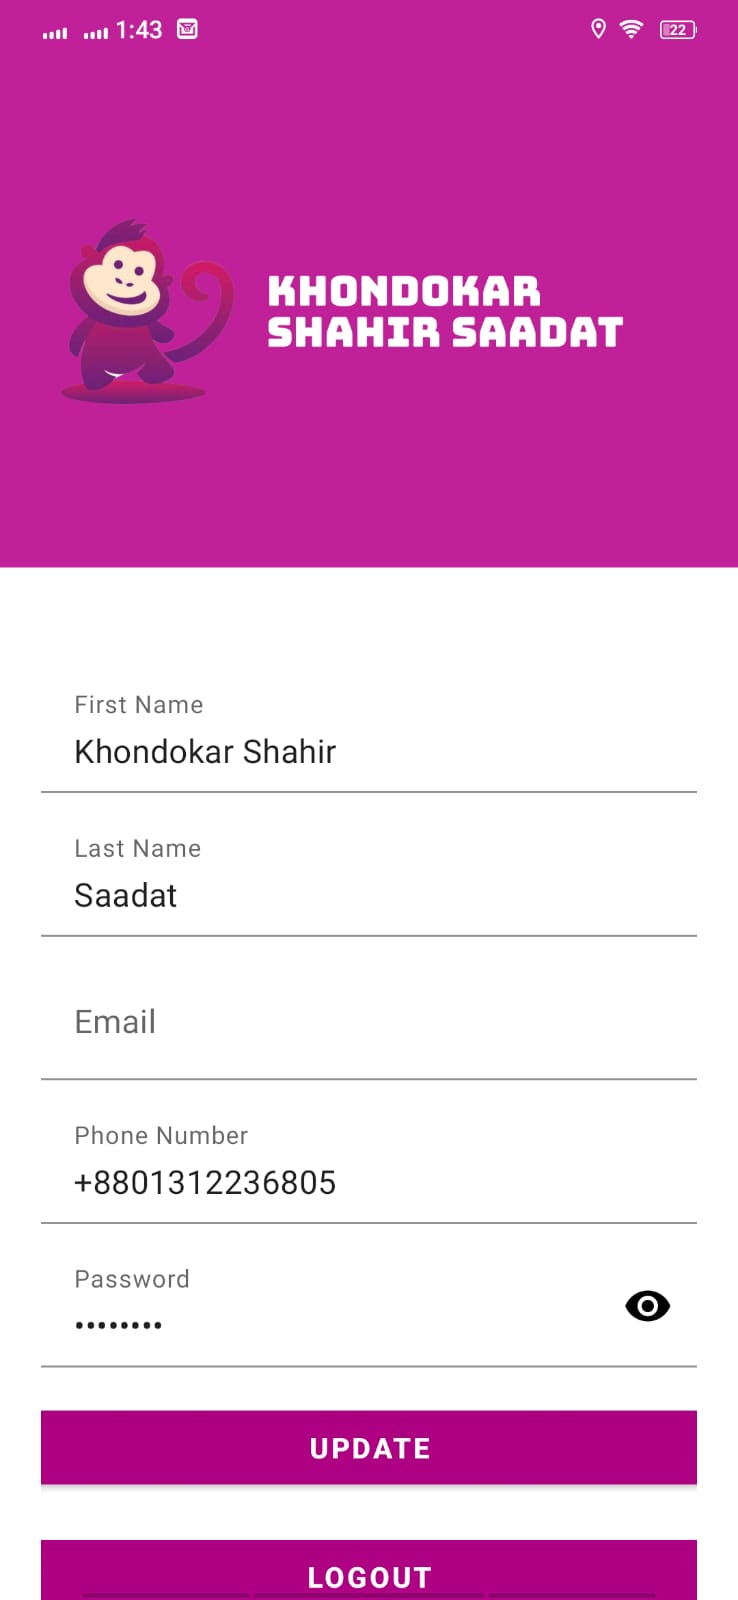 1:43
22
KHONDOKAR
SHAHIR SAADAT
First Name
Khondokar Shahir
Last Name
Saadat
Email
Phone Number
+8801312236805
Password
••••••••
UPDATE
LOGOUT